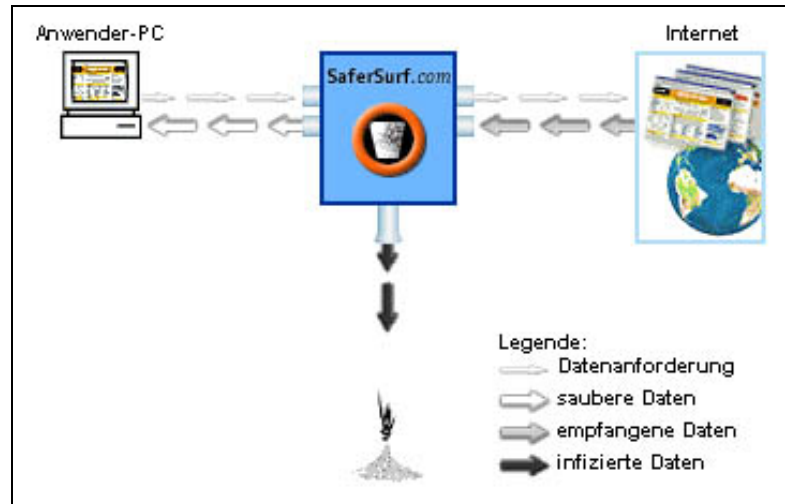 Anwender-PC
Internet
SaferSurf.com
Legende:
Datenanforderung
saubere Daten
empfangene Daten
infizierte Daten